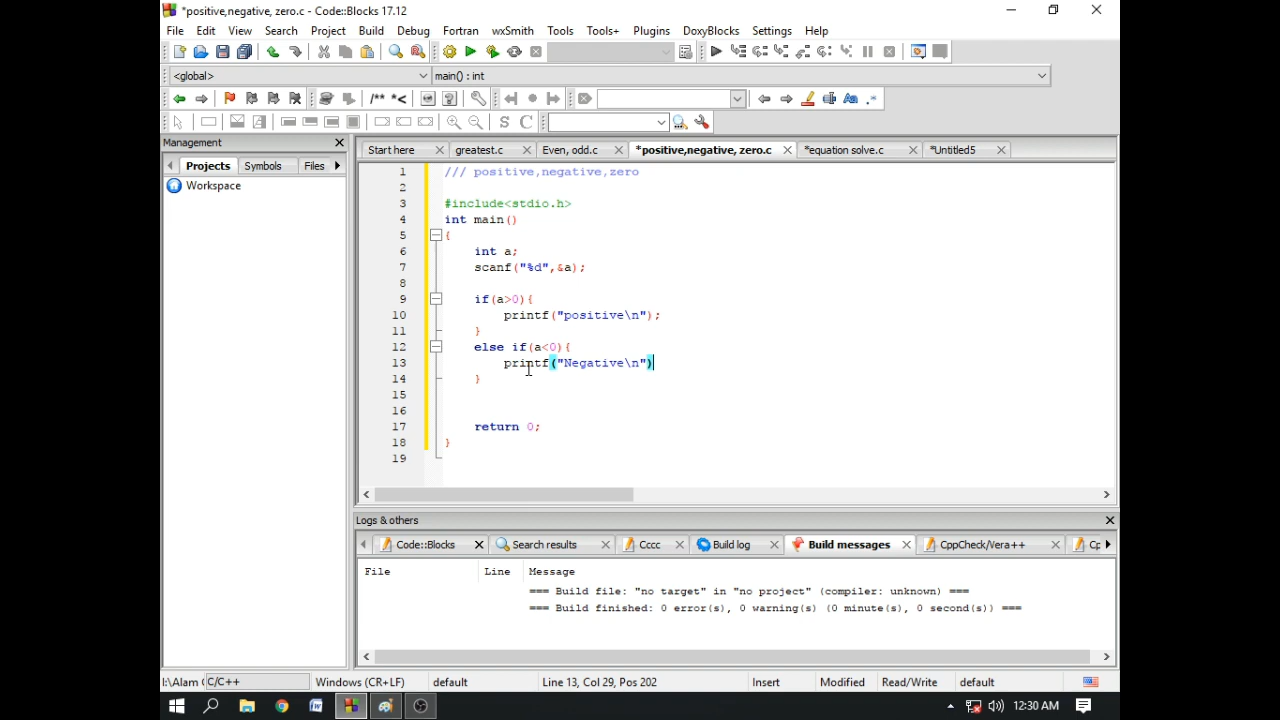 *positive,negative, zero.c - Code::Blocks 17.12
File Edit View Search Project Build Debug Fortran wxSmith Tools Tools+ Plugins DoxyBlocks Settings Help
<global> main() : int
/** *< Aa .*
S C
Management
Projects Symbols Files
Workspace
Start here greatest.c Even, odd.c *positive,negative, zero.c *equation solve.c *Untitled5
1 /// positive,negative,zero
2
3 #include<stdio.h>
4 int main()
5 {
6 int a;
7 scanf("%d",&a);
8
9 if(a>0){
10 printf("positive\n");
11 }
12 else if(a<0){
13 printf("Negative\n")
14 }
15
16
17 return 0;
18 }
19
Logs & others
Code::Blocks Search results Cccc Build log Build messages CppCheck/Vera++ Cp
File Line Message
=== Build file: "no target" in "no project" (compiler: unknown) ===
=== Build finished: 0 error(s), 0 warning(s) (0 minute(s), 0 second(s)) ===
I:\Alam C/C++ Windows (CR+LF) default Line 13, Col 29, Pos 202 Insert Modified Read/Write default
12:30 AM